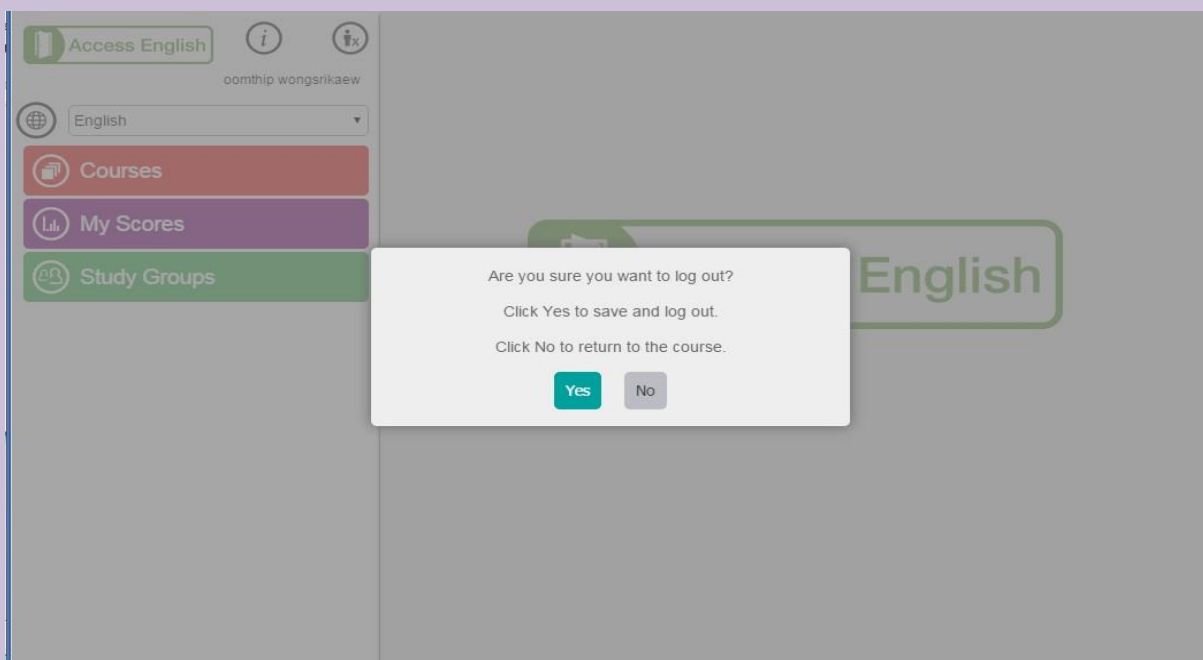 Access English
oomthip wongsrikaew
English
Courses
My Scores
Study Groups
English
Are you sure you want to log out?
Click Yes to save and log out.
Click No to return to the course.
Yes
No